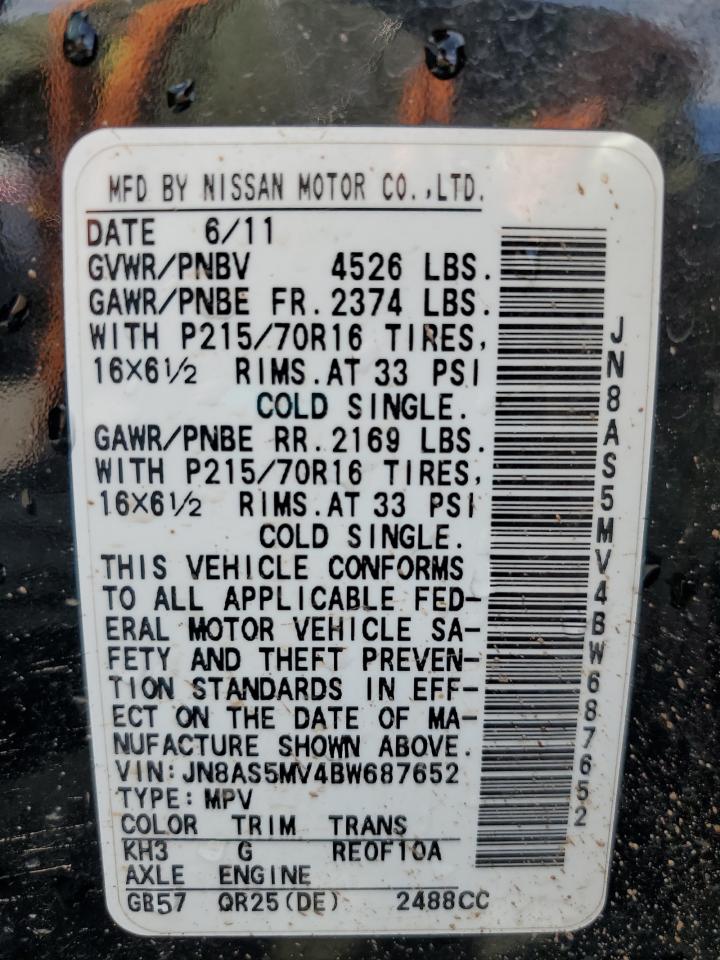 MFD BY NISSAN MOTOR CO.,LTD.
DATE 6/11
GVWR/PNBV 4526 LBS.
GAWR/PNBE FR.2374 LBS.
WITH P215/70R16 TIRES,
16×6½ RIMS.AT 33 PSI
COLD SINGLE.
GAWR/PNBE RR.2169 LBS.
WITH P215/70R16 TIRES,
16×6½ RIMS.AT 33 PSI
COLD SINGLE.
THIS VEHICLE CONFORMS
TO ALL APPLICABLE FED-
ERAL MOTOR VEHICLE SA-
FETY AND THEFT PREVEN-
TION STANDARDS IN EFF-
ECT ON THE DATE OF MA-
NUFACTURE SHOWN ABOVE.
VIN:JN8AS5MV4BW687652
TYPE:MPV
COLOR TRIM TRANS
KH3 G RE0F10A
AXLE ENGINE
GB57 QR25(DE) 2488CC
JN8AS5MV4BW687652